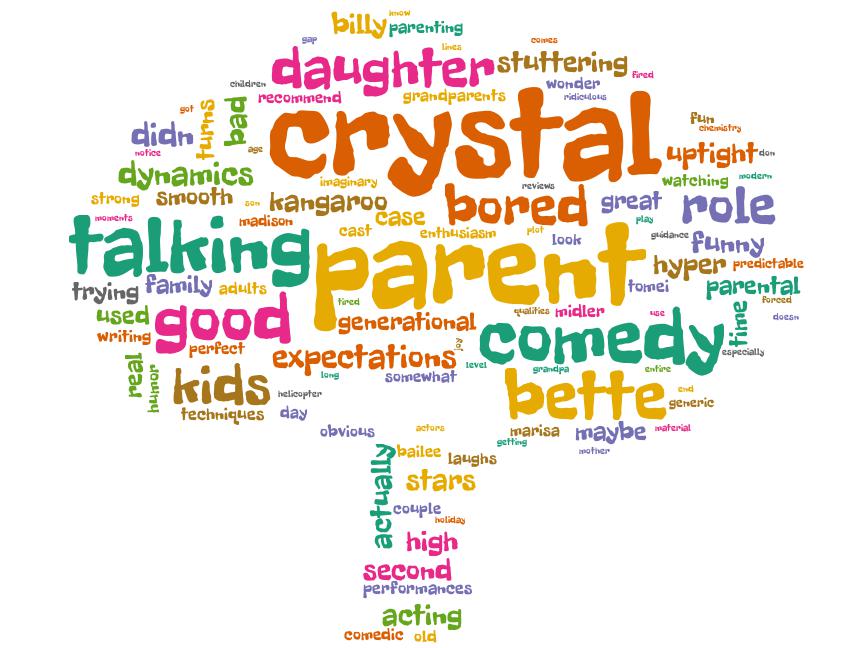 know
billy parenting
gap lines comes
daughter stuttering
children wonder fired
recommend grandparents ridiculous
got turns bad crystal fun
didn chemistry
notice age uptight don
dynamics imaginary reviews watching modern
strong smooth son kangaroo bored great role
moments madison case play
talking cast enthusiasm plot look guidance funny
parent hyper predictable
trying family adults tomei parental
tired forced
used good qualities midler use time doesn
writing generational comedy
perfect joy especially
real expectations level grandpa entire
humor kids long somewhat bette end
helicopter generic
techniques day
obvious actors marisa maybe material
getting
actually bailee laughs mother
stars
couple
holiday
high
second
performances
acting
comedic old